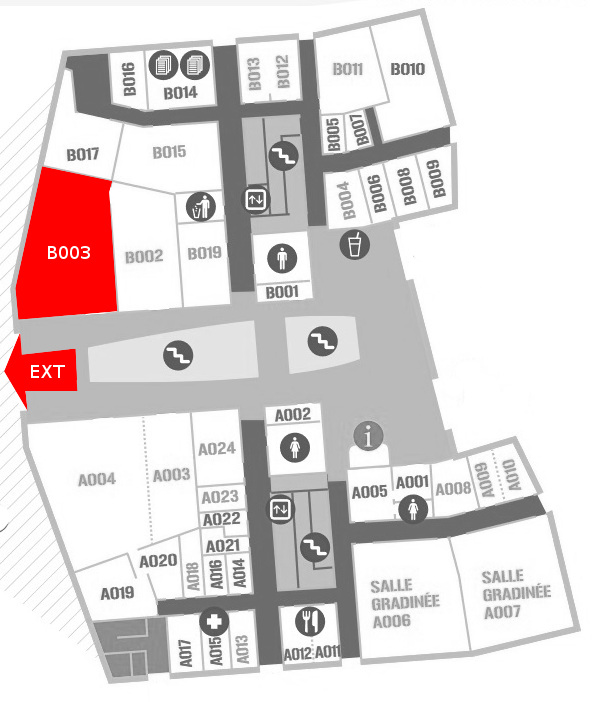 B016
B014
B013
B012
B011
B010
B005
B007
B017
B015
B004
B006
B008
B009
B003
B002
B019
B001
EXT
A002
A004
A003
A024
A023
A022
A021
A020
A018
A016
A014
A019
A017
A015
A013
A012
A011
i
A005
A001
A008
A009
A010
SALLE
GRADINÉE
A006
SALLE
GRADINÉE
A007